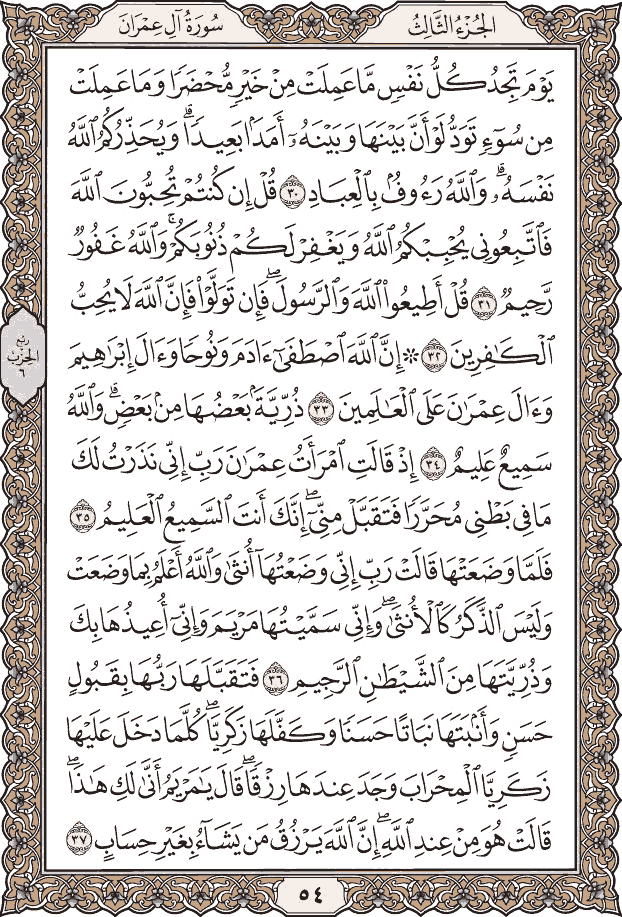 سُورَةُ آلِ عِمْرَانَ
الجُزْءُ الثَّالِثُ
يَوْمَ تَجِدُ كُلُّ نَفْسٍ مَّا عَمِلَتْ مِنْ خَيْرٍ مُّحْضَرًا وَمَا عَمِلَتْ
مِن سُوٓءٍ تَوَدُّ لَوْ أَنَّ بَيْنَهَا وَبَيْنَهُۥٓ أَمَدَۢا بَعِيدًاۗ وَيُحَذِّرُكُمُ ٱللَّهُ
نَفْسَهُۥۗ وَٱللَّهُ رَءُوفُۢ بِٱلْعِبَادِ ٣٠ قُلْ إِن كُنتُمْ تُحِبُّونَ ٱللَّهَ
فَٱتَّبِعُونِى يُحْبِبْكُمُ ٱللَّهُ وَيَغْفِرْ لَكُمْ ذُنُوبَكُمْۚ وَٱللَّهُ غَفُورٌ
رَّحِيمٌ ٣١ قُلْ أَطِيعُوا۟ ٱللَّهَ وَٱلرَّسُولَۖ فَإِن تَوَلَّوْا۟ فَإِنَّ ٱللَّهَ لَا يُحِبُّ
ٱلْكَـٰفِرِينَ ٣٢ ۞ إِنَّ ٱللَّهَ ٱصْطَفَىٰٓ ءَادَمَ وَنُوحًا وَءَالَ إِبْرَٰهِيمَ
وَءَالَ عِمْرَٰنَ عَلَى ٱلْعَـٰلَمِينَ ٣٣ ذُرِّيَّةَۢ بَعْضُهَا مِنۢ بَعْضٍۗ وَٱللَّهُ
سَمِيعٌ عَلِيمٌ ٣٤ إِذْ قَالَتِ ٱمْرَأَتُ عِمْرَٰنَ رَبِّ إِنِّى نَذَرْتُ لَكَ
مَا فِى بَطْنِى مُحَرَّرًا فَتَقَبَّلْ مِنِّىٓۖ إِنَّكَ أَنتَ ٱلسَّمِيعُ ٱلْعَلِيمُ ٣٥
فَلَمَّا وَضَعَتْهَا قَالَتْ رَبِّ إِنِّى وَضَعْتُهَآ أُنثَىٰ وَٱللَّهُ أَعْلَمُ بِمَا وَضَعَتْ
وَلَيْسَ ٱلذَّكَرُ كَٱلْأُنثَىٰۖ وَإِنِّى سَمَّيْتُهَا مَرْيَمَ وَإِنِّىٓ أُعِيذُهَا بِكَ
وَذُرِّيَّتَهَا مِنَ ٱلشَّيْطَـٰنِ ٱلرَّجِيمِ ٣٦ فَتَقَبَّلَهَا رَبُّهَا بِقَبُولٍ
حَسَنٍ وَأَنۢبَتَهَا نَبَاتًا حَسَنًا وَكَفَّلَهَا زَكَرِيَّاۖ كُلَّمَا دَخَلَ عَلَيْهَا
زَكَرِيَّا ٱلْمِحْرَابَ وَجَدَ عِندَهَا رِزْقًاۖ قَالَ يَـٰمَرْيَمُ أَنَّىٰ لَكِ هَـٰذَاۖ
قَالَتْ هُوَ مِنْ عِندِ ٱللَّهِۖ إِنَّ ٱللَّهَ يَرْزُقُ مَن يَشَآءُ بِغَيْرِ حِسَابٍ ٣٧
ربع
الحزب
٦
٥٤